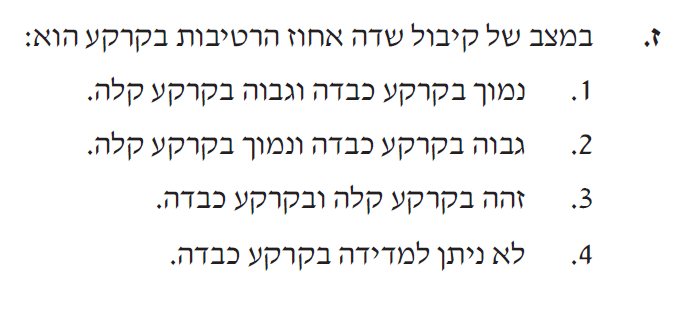 ז. במצב של קיבול שדה אחוז הרטיבות בקרקע הוא:
1. נמוך בקרקע כבדה וגבוה בקרקע קלה.
2. גבוה בקרקע כבדה ונמוך בקרקע קלה.
3. זהה בקרקע קלה ובקרקע כבדה.
4. לא ניתן למדידה בקרקע כבדה.